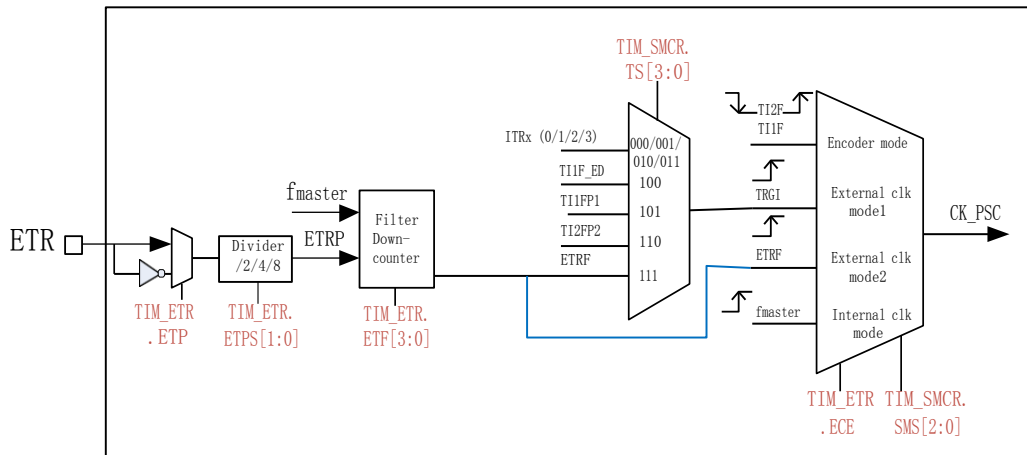 TIM_SMCR.
TS[3:0]
TI2F
TI1F
ITRx (0/1/2/3)
000/001/
010/011
Encoder mode
TI1F_ED
100
fmaster
TI1FP1
101
TRGI
External clk
mode1
CK_PSC
ETR
Filter
Down-
counter
Divider
/2/4/8
ETRP
TI2FP2
110
ETRF
111
ETRF
External clk
mode2
TIM_ETR
. ETP
TIM_ETR.
ETPS[1:0]
TIM_ETR.
ETF[3:0]
fmaster
Internal clk
mode
TIM_ETR
. ECE
TIM_SMCR.
SMS[2:0]